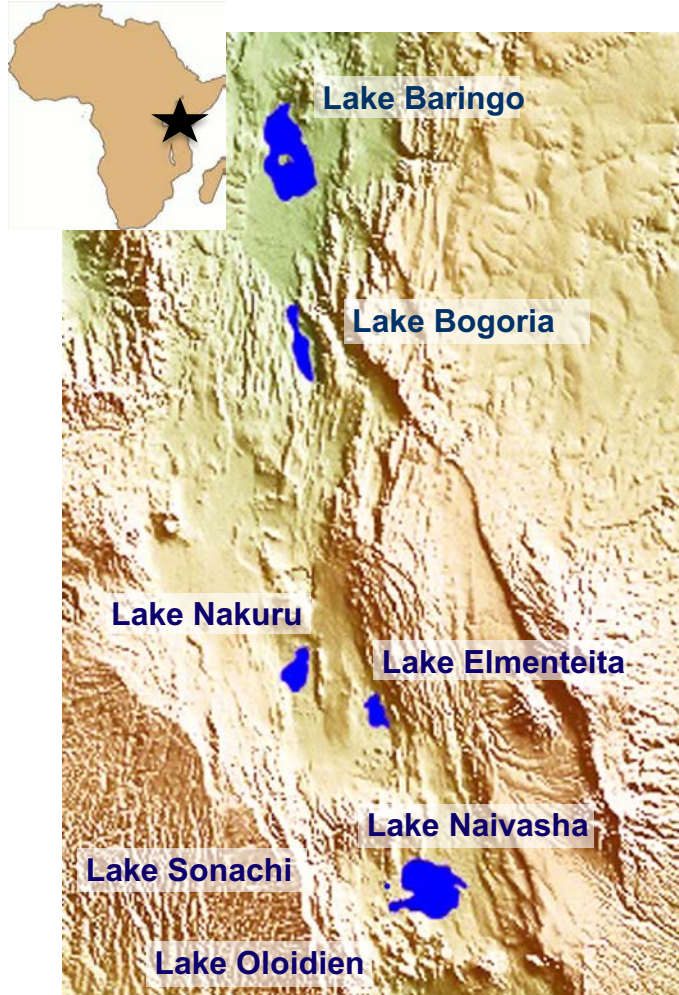 Lake Baringo
Lake Bogoria
Lake Nakuru
Lake Elmenteita
Lake Naivasha
Lake Sonachi
Lake Oloidien